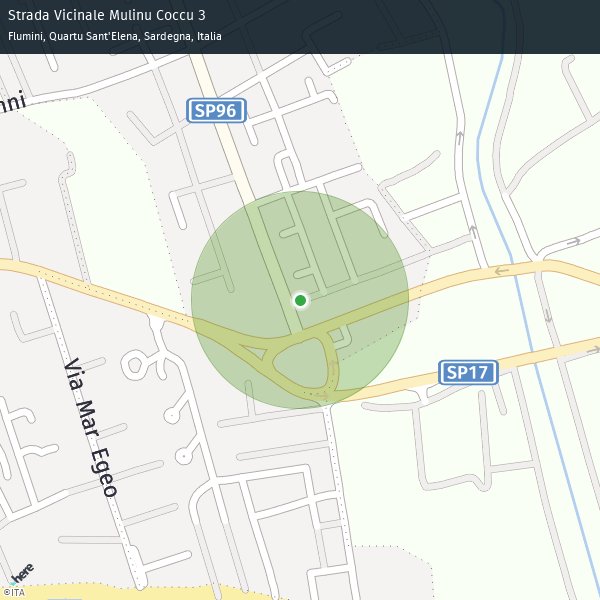 Strada Vicinale Mulinu Coccu 3
Flumini, Quartu Sant'Elena, Sardegna, Italia
nni
SP96
SP17
Via Mar Egeo
here
©ITA